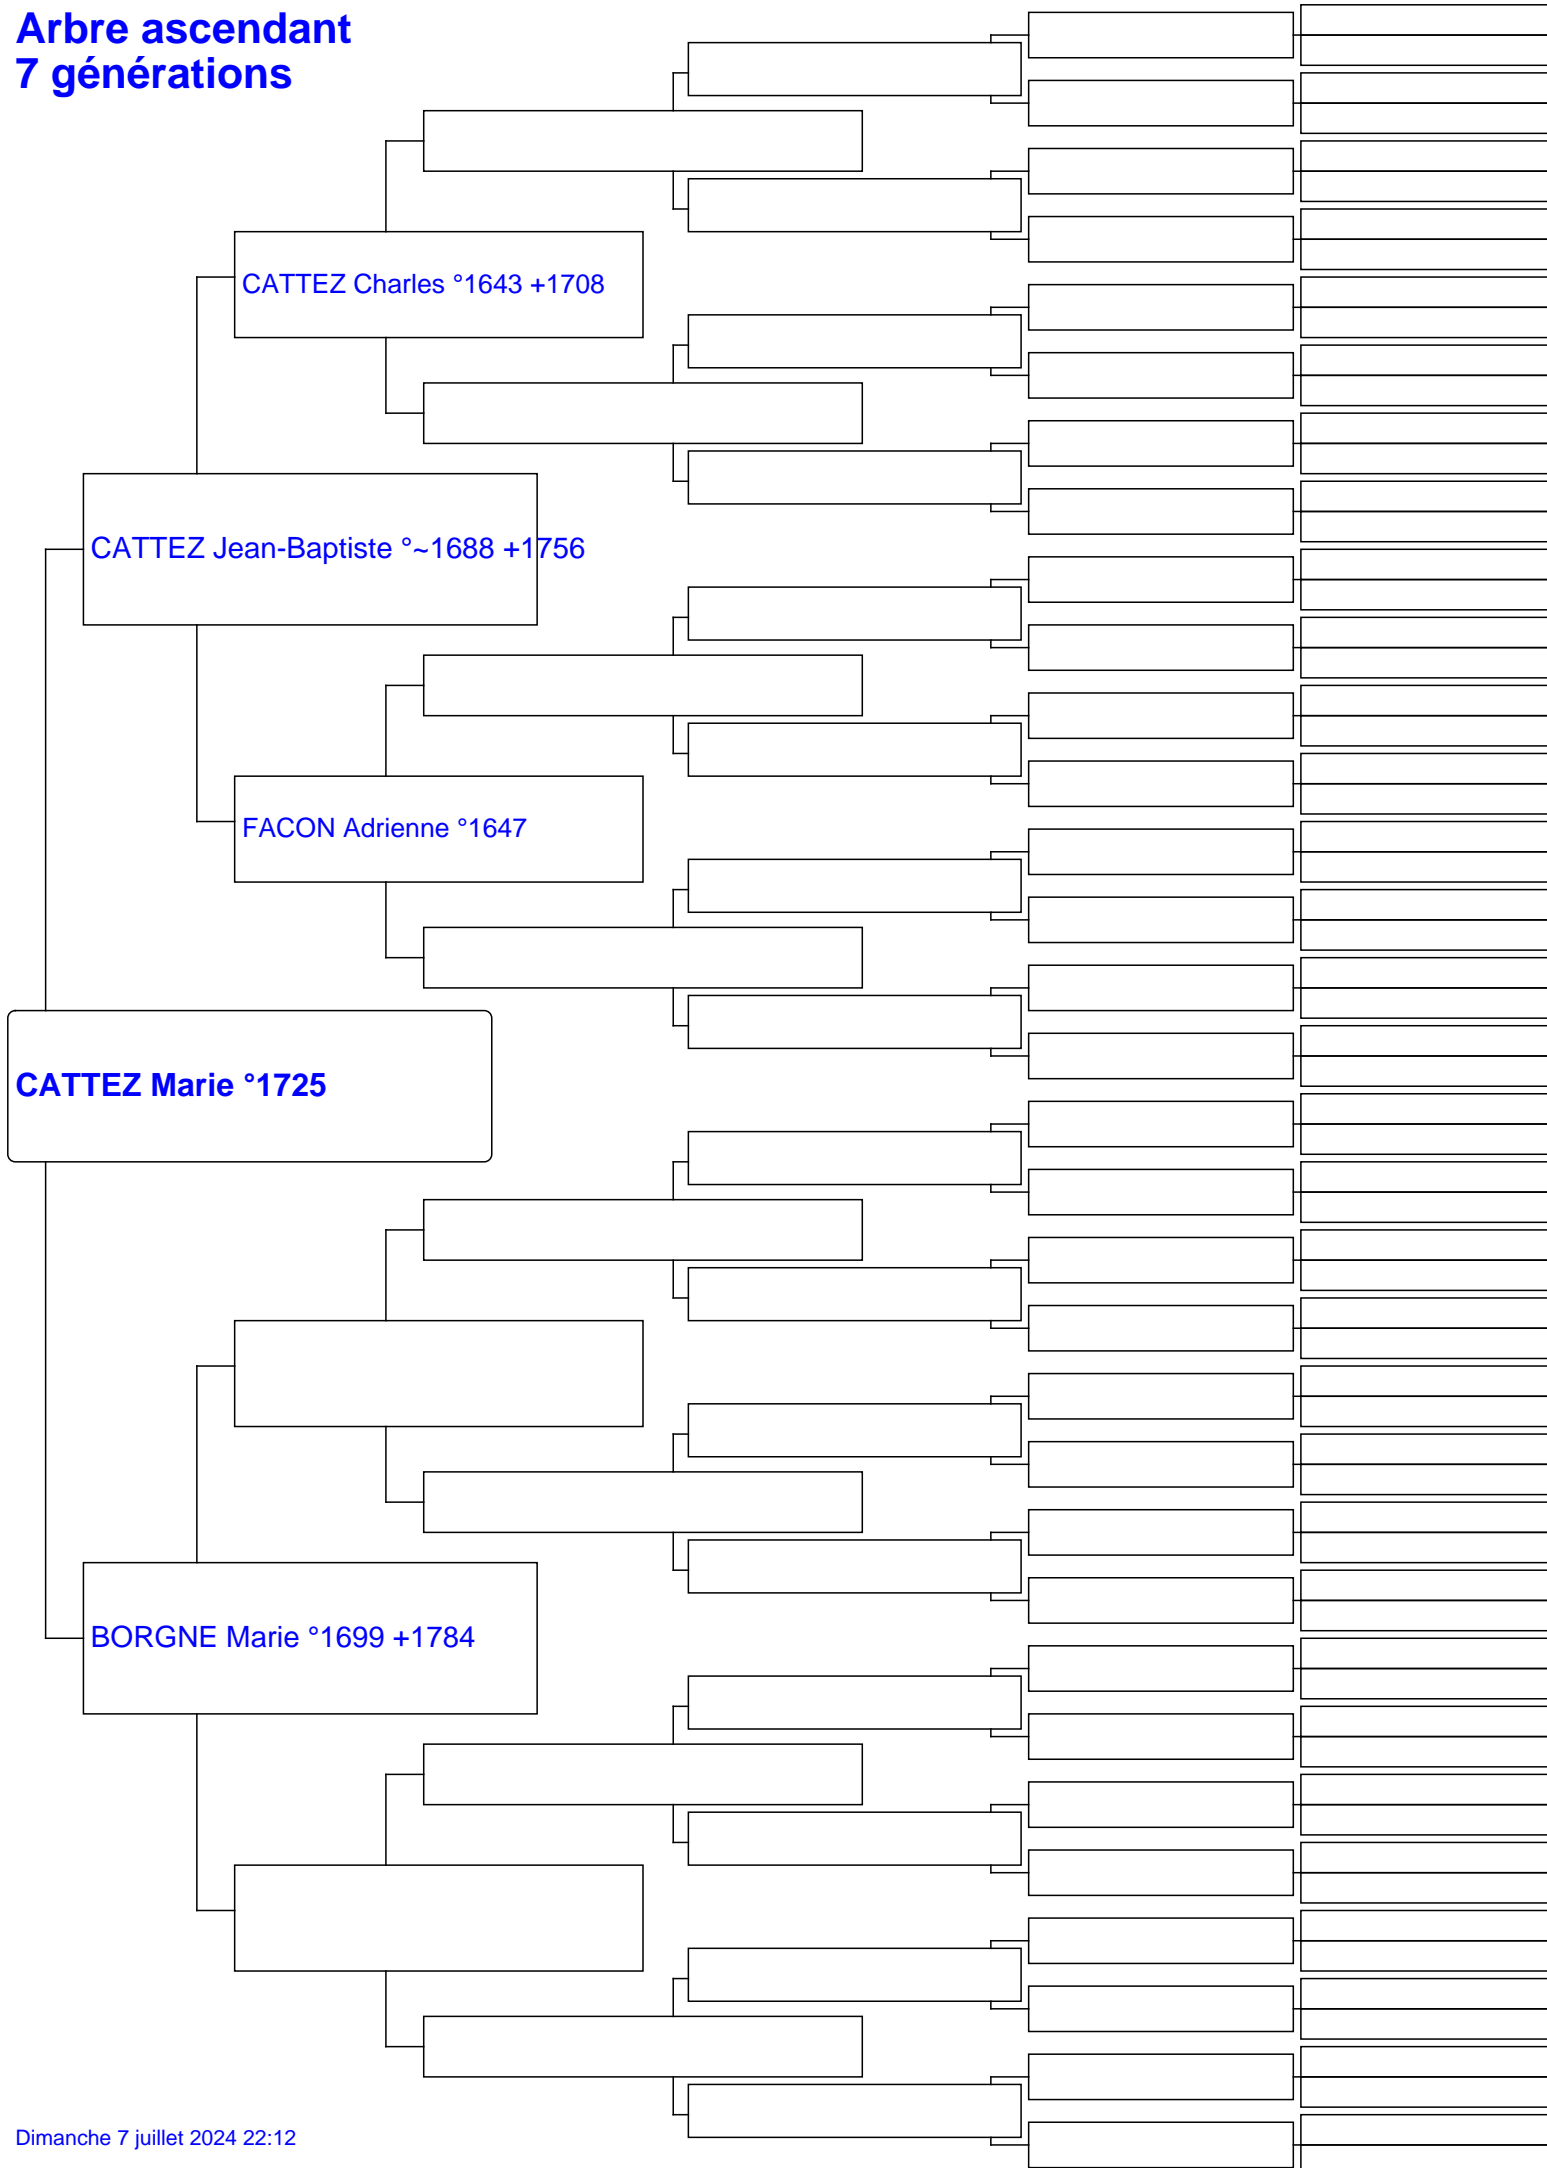 Arbre ascendant
7 générations
CATTEZ Charles °1643 +1708
CATTEZ Jean-Baptiste °~1688 +1756
FACON Adrienne °1647
CATTEZ Marie °1725
BORGNE Marie °1699 +1784
Dimanche 7 juillet 2024 22:12